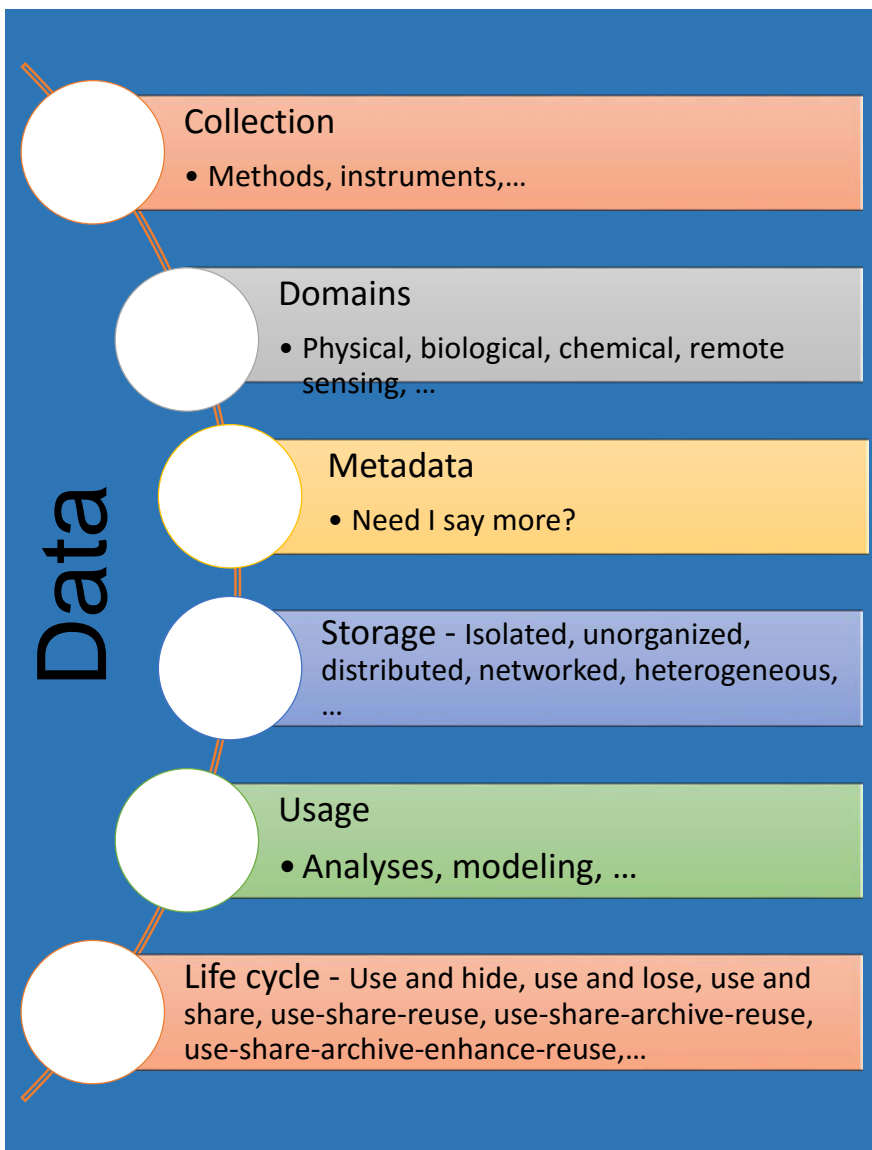 Data
Collection
• Methods, instruments,...
Domains
• Physical, biological, chemical, remote
sensing, ...
Metadata
• Need I say more?
Storage - Isolated, unorganized,
distributed, networked, heterogeneous,
...
Usage
• Analyses, modeling, ...
Life cycle - Use and hide, use and lose, use and
share, use-share-reuse, use-share-archive-reuse,
use-share-archive-enhance-reuse,...